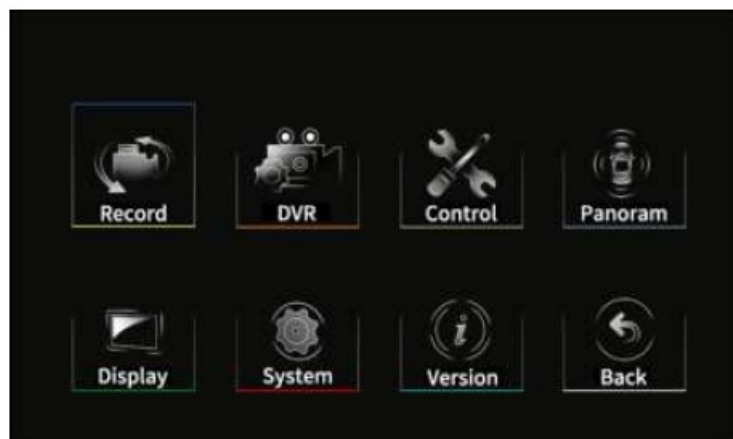 Record
DVR
Control
Panoram
Display
System
Version
Back